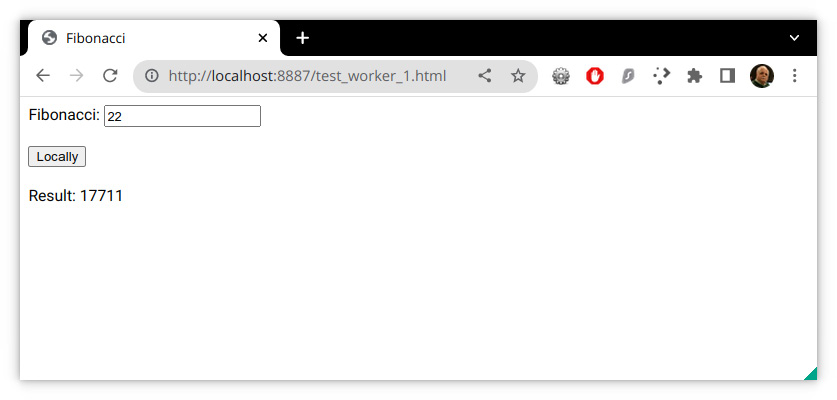 Fibonacci
http://localhost:8887/test_worker_1.html
Fibonacci: 22
Locally
Result: 17711